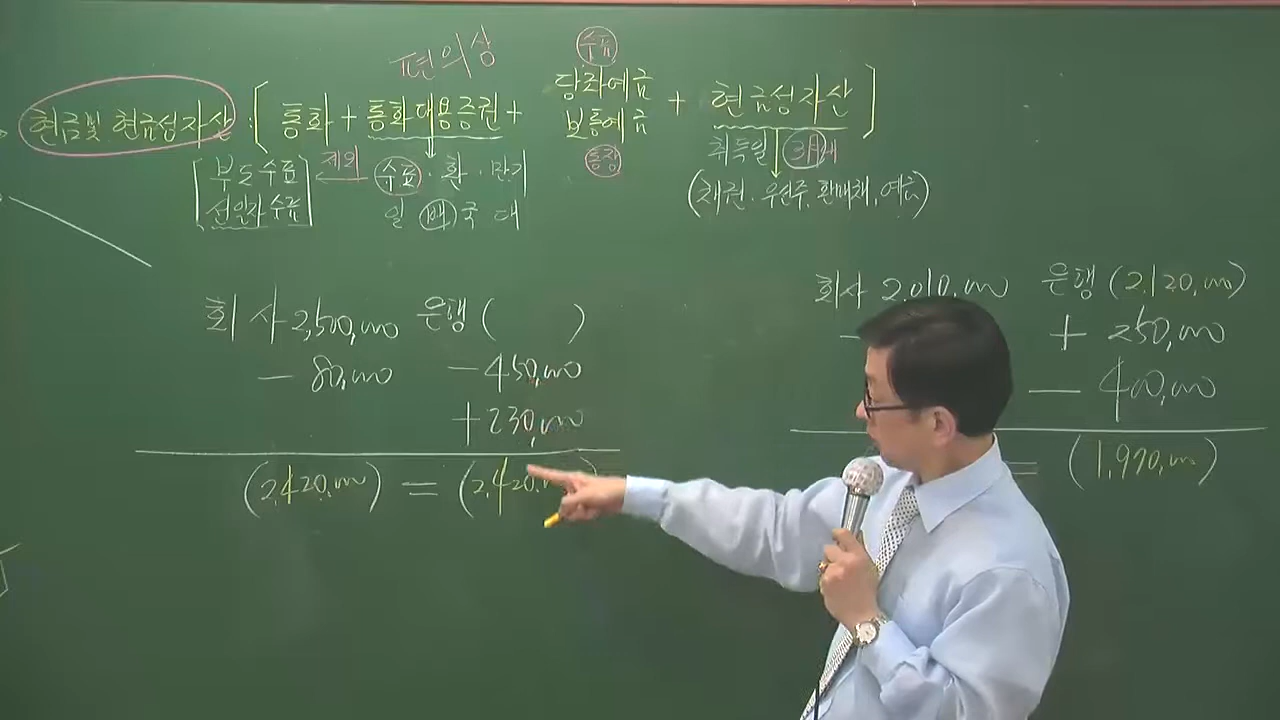 편의상
수표
당좌예금
현금및 현금성자산 : [ 통화 + 통화대용증권 + 보통예금 + 현금성자산 ]
통장
취득일 3개월
부도수표 제외 수표 · 환 · 만기
선일자수표
일 백 국 대
(채권 · 우선주, 환매채, 예금)
회사 2,500,000 은행 ( )
- 80,000 - 450,000
+ 230,000
(2,420,000) = (2,420,
회사 2,010,000 은행 (2,120,000)
- + 250,000
- 400,000
= (1,970,000)